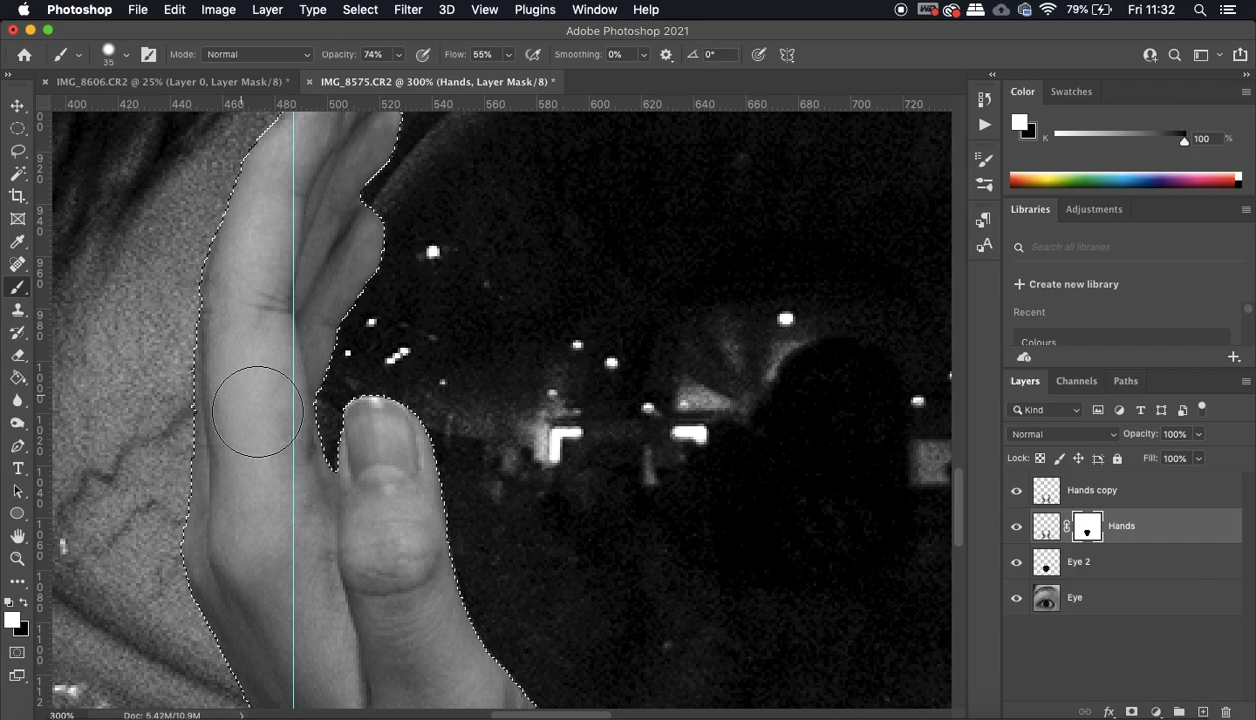 Photoshop File Edit Image Layer Type Select Filter 3D View Plugins Window Help 79% Fri 11:32
Adobe Photoshop 2021
35 Mode: Normal Opacity: 74% Flow: 55% Smoothing: 0% 0°
IMG_8606.CR2 @ 25% (Layer 0, Layer Mask/8) * IMG_8575.CR2 @ 300% (Hands, Layer Mask/8) *
400 420 440 460 480 500 520 540 560 580 600 620 640 660 680 700 720
Color Swatches
K 100 %
Libraries Adjustments
Search all libraries
Create new library
Recent
Colours
Layers Channels Paths
Kind
Normal Opacity: 100%
Lock: Fill: 100%
Hands copy
Hands
Eye 2
Eye
300% Doc: 5.42M/10.9M